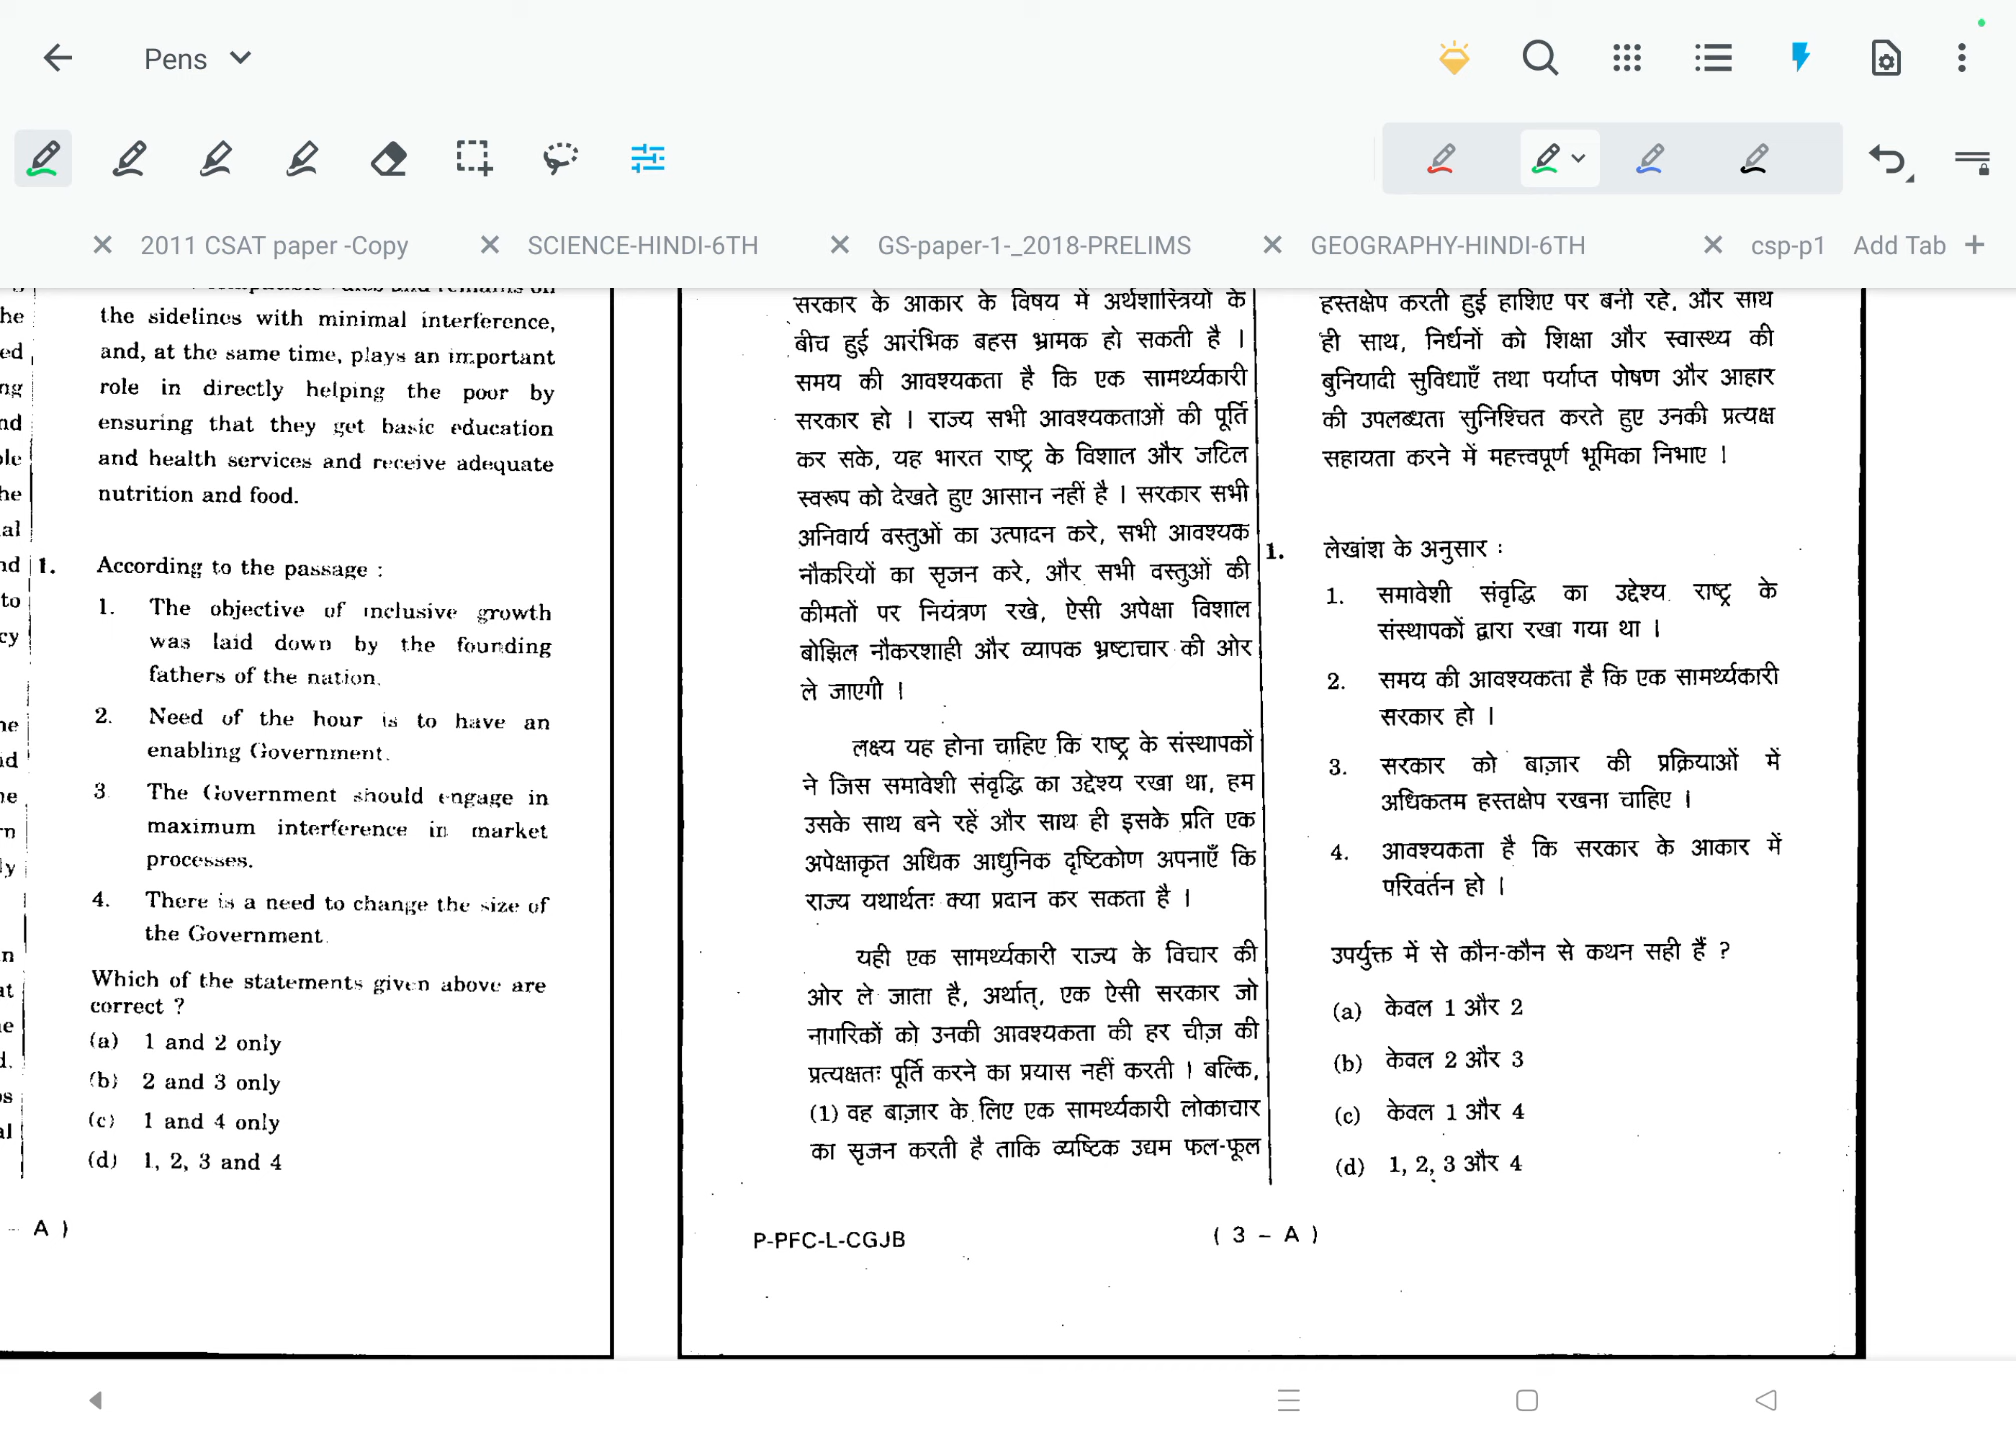 Pens
2011 CSAT paper -Copy
SCIENCE-HINDI-6TH
GS-paper-1-_2018-PRELIMS
GEOGRAPHY-HINDI-6TH
csp-p1
Add Tab
he
ed
ng
nd
ole
he
al
nd
to
cy
the sidelines with minimal interference,
and, at the same time, plays an important
role in directly helping the poor by
ensuring that they get basic education
and health services and receive adequate
nutrition and food.
1. According to the passage :
1. The objective of inclusive growth
was laid down by the founding
fathers of the nation.
2. Need of the hour is to have an
enabling Government.
3 The Government should engage in
maximum interference in market
processes.
4. There is a need to change the size of
the Government.
Which of the statements given above are
correct ?
(a) 1 and 2 only
(b) 2 and 3 only
(c) 1 and 4 only
(d) 1, 2, 3 and 4
A )
सरकार के आकार के विषय में अर्थशास्त्रियों के
बीच हुई आरंभिक बहस भ्रामक हो सकती है ।
समय की आवश्यकता है कि एक सामर्थ्यकारी
सरकार हो । राज्य सभी आवश्यकताओं की पूर्ति
कर सके, यह भारत राष्ट्र के विशाल और जटिल
स्वरूप को देखते हुए आसान नहीं है । सरकार सभी
अनिवार्य वस्तुओं का उत्पादन करे, सभी आवश्यक
नौकरियों का सृजन करे, और सभी वस्तुओं की
कीमतों पर नियंत्रण रखे, ऐसी अपेक्षा विशाल
बोझिल नौकरशाही और व्यापक भ्रष्टाचार की ओर
ले जाएगी ।
लक्ष्य यह होना चाहिए कि राष्ट्र के संस्थापकों
ने जिस समावेशी संवृद्धि का उद्देश्य रखा था, हम
उसके साथ बने रहें और साथ ही इसके प्रति एक
अपेक्षाकृत अधिक आधुनिक दृष्टिकोण अपनाएँ कि
राज्य यथार्थतः क्या प्रदान कर सकता है ।
यही एक सामर्थ्यकारी राज्य के विचार की
ओर ले जाता है, अर्थात्, एक ऐसी सरकार जो
नागरिकों को उनकी आवश्यकता की हर चीज़ की
प्रत्यक्षतः पूर्ति करने का प्रयास नहीं करती । बल्कि,
(1) वह बाज़ार के लिए एक सामर्थ्यकारी लोकाचार
का सृजन करती है ताकि व्यष्टिक उद्यम फल-फूल
हस्तक्षेप करती हुई हाशिए पर बनी रहे, और साथ
ही साथ, निर्धनों को शिक्षा और स्वास्थ्य की
बुनियादी सुविधाएँ तथा पर्याप्त पोषण और आहार
की उपलब्धता सुनिश्चित करते हुए उनकी प्रत्यक्ष
सहायता करने में महत्त्वपूर्ण भूमिका निभाए ।
1. लेखांश के अनुसार :
1. समावेशी संवृद्धि का उद्देश्य राष्ट्र के
संस्थापकों द्वारा रखा गया था ।
2. समय की आवश्यकता है कि एक सामर्थ्यकारी
सरकार हो ।
3. सरकार को बाज़ार की प्रक्रियाओं में
अधिकतम हस्तक्षेप रखना चाहिए ।
4. आवश्यकता है कि सरकार के आकार में
परिवर्तन हो ।
उपर्युक्त में से कौन-कौन से कथन सही हैं ?
(a) केवल 1 और 2
(b) केवल 2 और 3
(c) केवल 1 और 4
(d) 1, 2, 3 और 4
P-PFC-L-CGJB
( 3 – A )